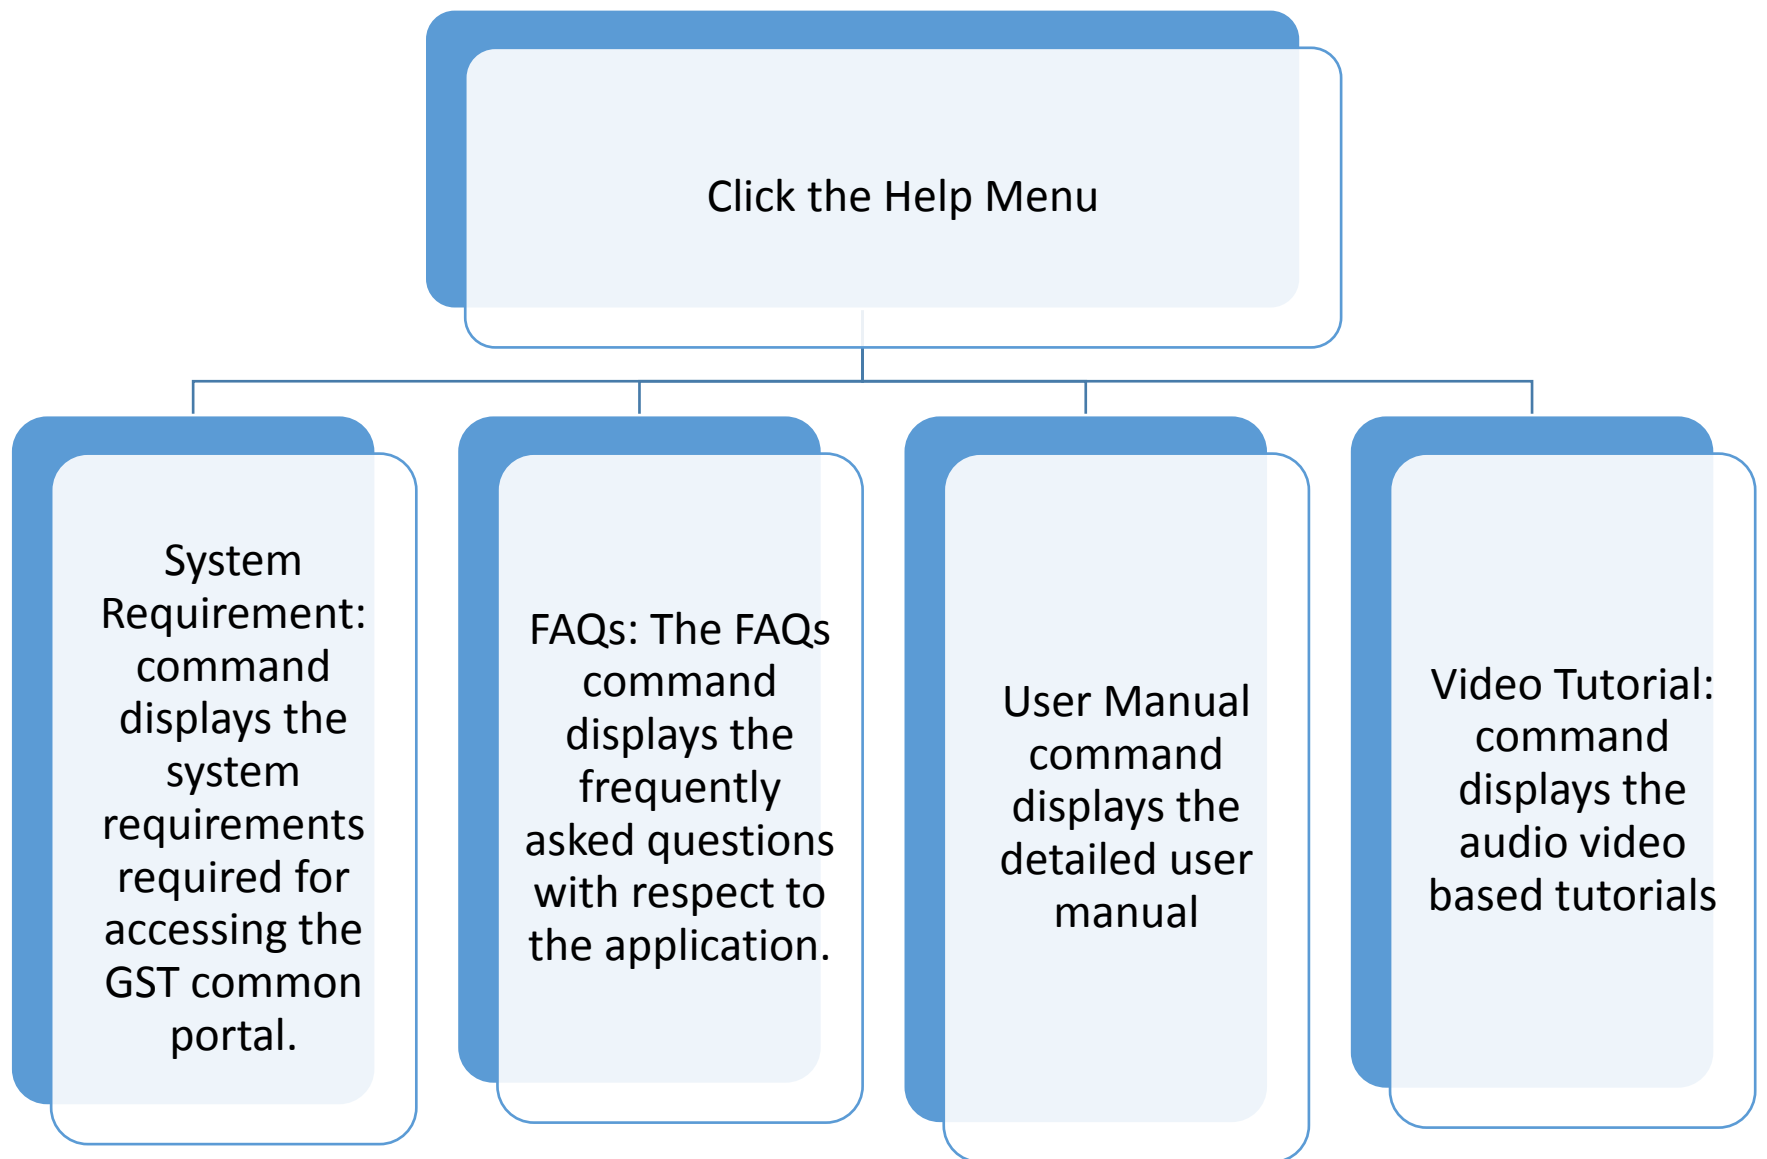 Click the Help Menu
System
Requirement:
command
displays the
system
requirements
required for
accessing the
GST common
portal.
FAQs: The FAQs
command
displays the
frequently
asked questions
with respect to
the application.
User Manual
command
displays the
detailed user
manual
Video Tutorial:
command
displays the
audio video
based tutorials